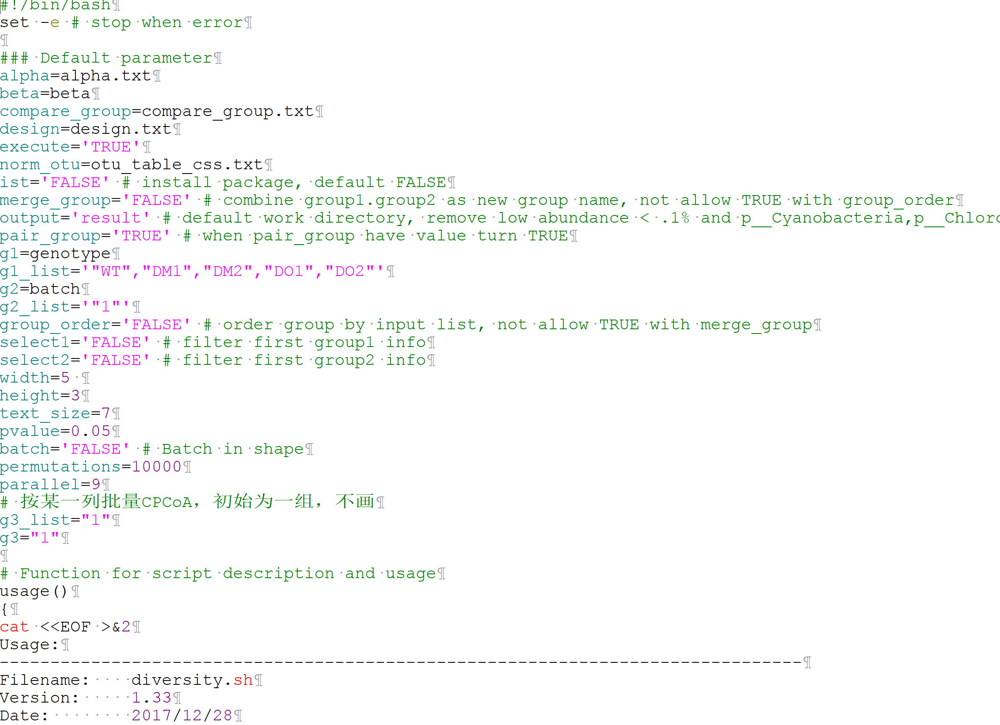 #!/bin/bash
set -e # stop when error
### Default parameter
alpha=alpha.txt
beta=beta
compare_group=compare_group.txt
design=design.txt
execute='TRUE'
norm_otu=otu_table_css.txt
ist='FALSE' # install package, default FALSE
merge_group='FALSE' # combine group1.group2 as new group name, not allow TRUE with group_order
output='result' # default work directory, remove low abundance < .1% and p__Cyanobacteria,p__Chloro
pair_group='TRUE' # when pair_group have value turn TRUE
g1=genotype
g1_list='"WT","DM1","DM2","DO1","DO2"'
g2=batch
g2_list='"1"'
group_order='FALSE' # order group by input list, not allow TRUE with merge_group
select1='FALSE' # filter first group1 info
select2='FALSE' # filter first group2 info
width=5
height=3
text_size=7
pvalue=0.05
batch='FALSE' # Batch in shape
permutations=10000
parallel=9
# 按某一列批量CPCoA，初始为一组，不画
g3_list="1"
g3="1"
# Function for script description and usage
usage()
{
cat <<EOF >&2
Usage:
-------------------------------------------------------------------------------
Filename:    diversity.sh
Version:     1.33
Date:        2017/12/28